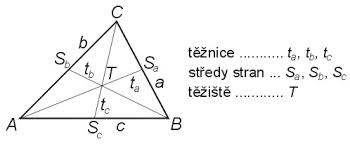 C
b
S_b
t_b
T
S_a
t_a
a
t_c
A
S_c
c
B
těžnice ........... t_a, t_b, t_c
středy stran ... S_a, S_b, S_c
těžiště ............ T